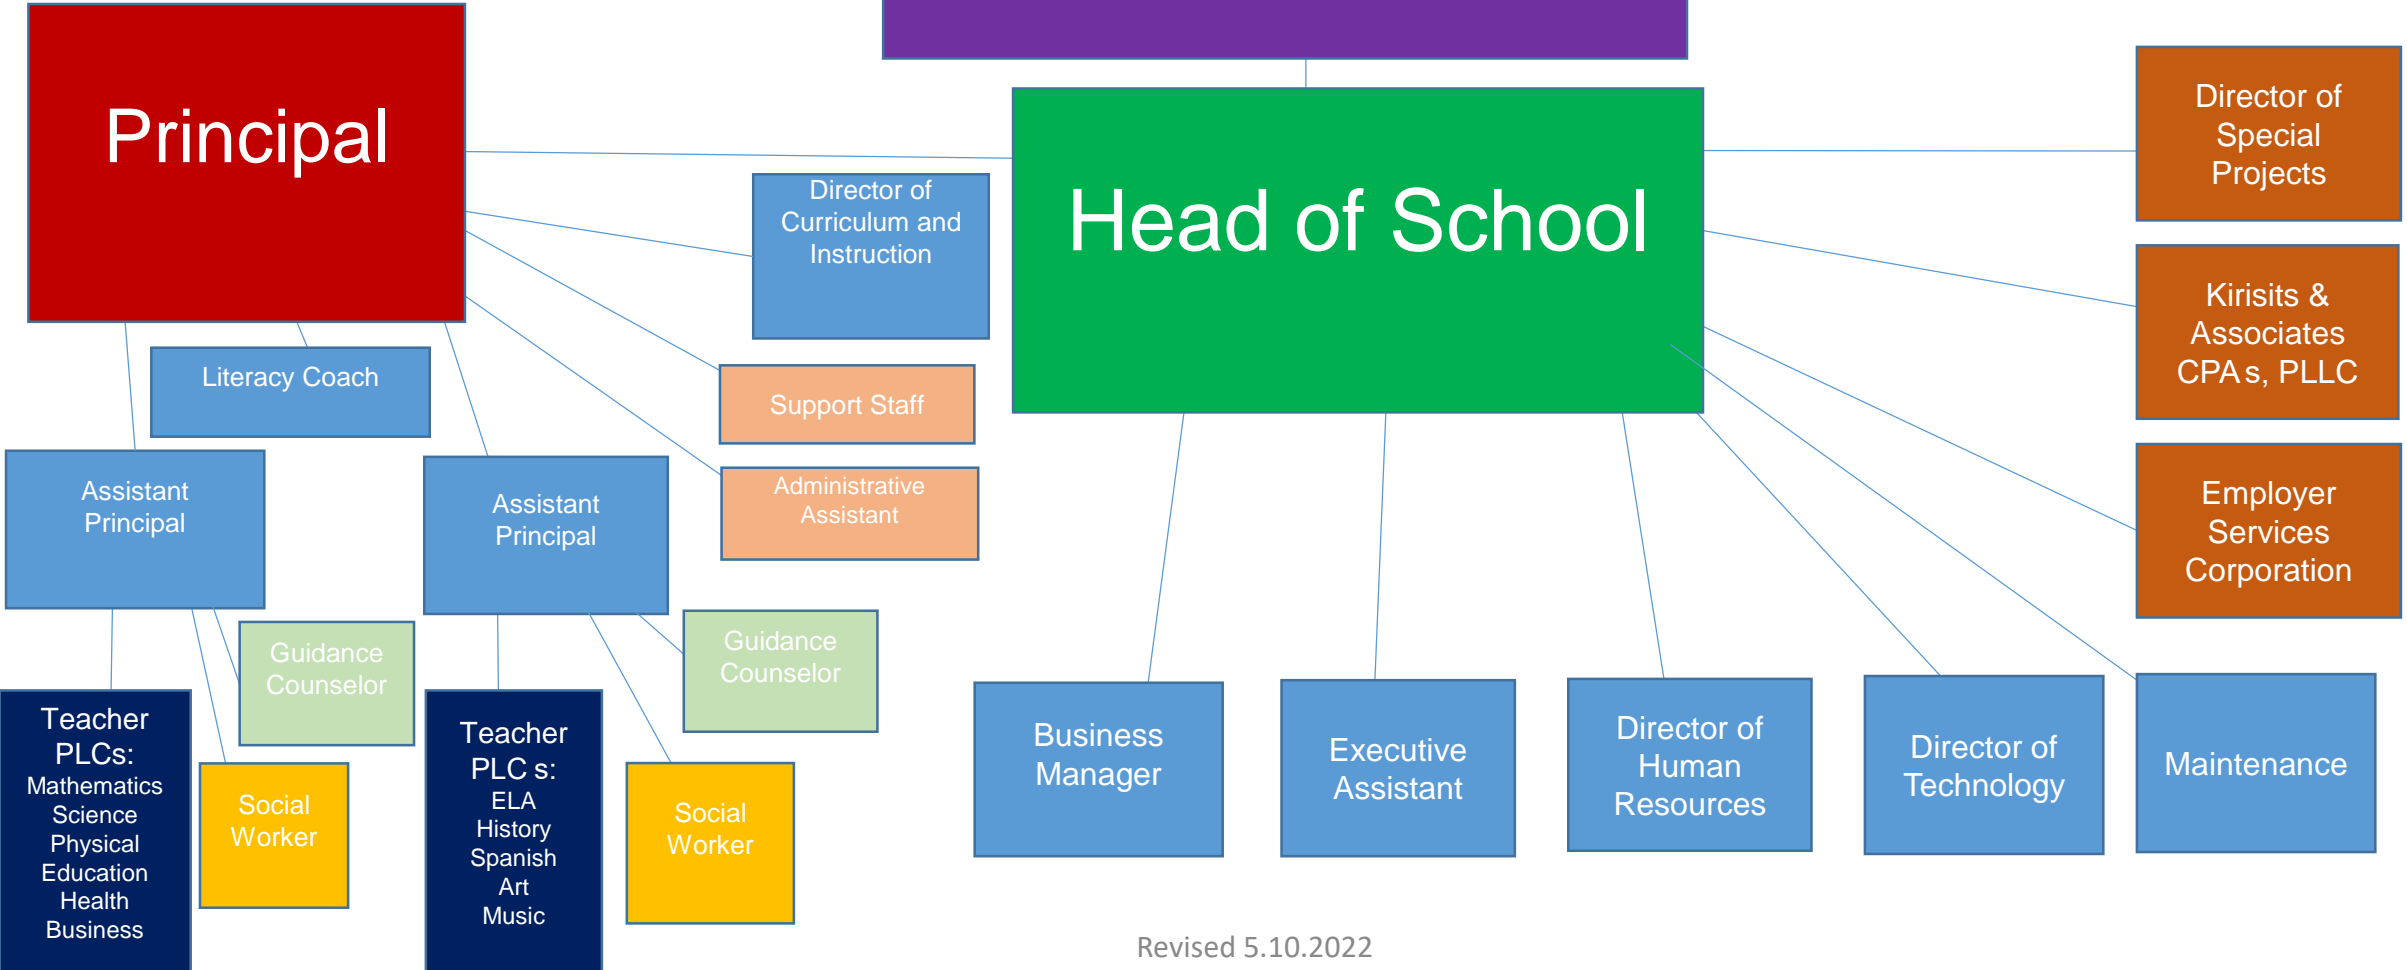 Principal
Head of School
Director of
Special
Projects
Director of
Curriculum and
Instruction
Kirisits &
Associates
CPA s, PLLC
Literacy Coach
Support Staff
Employer
Services
Corporation
Assistant
Principal
Assistant
Principal
Administrative
Assistant
Guidance
Counselor
Guidance
Counselor
Teacher
PLCs:
Mathematics
Science
Physical
Education
Health
Business
Social
Worker
Teacher
PLC s:
ELA
History
Spanish
Art
Music
Social
Worker
Business
Manager
Executive
Assistant
Director of
Human
Resources
Director of
Technology
Maintenance
Revised 5.10.2022